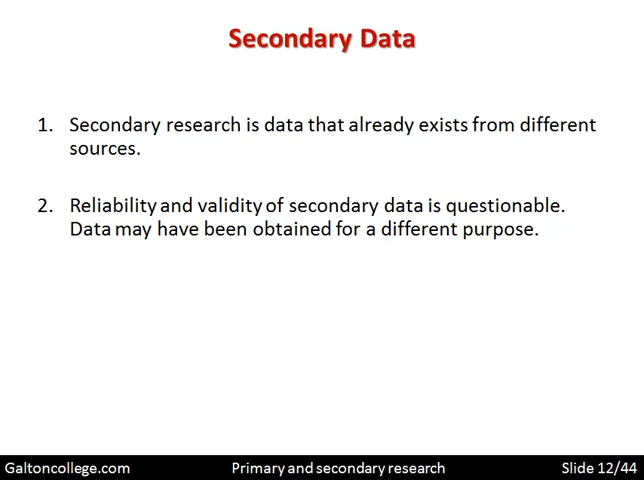 Secondary Data
1. Secondary research is data that already exists from different
sources.
2. Reliability and validity of secondary data is questionable.
Data may have been obtained for a different purpose.
Galtoncollege.com Primary and secondary research Slide 12/44